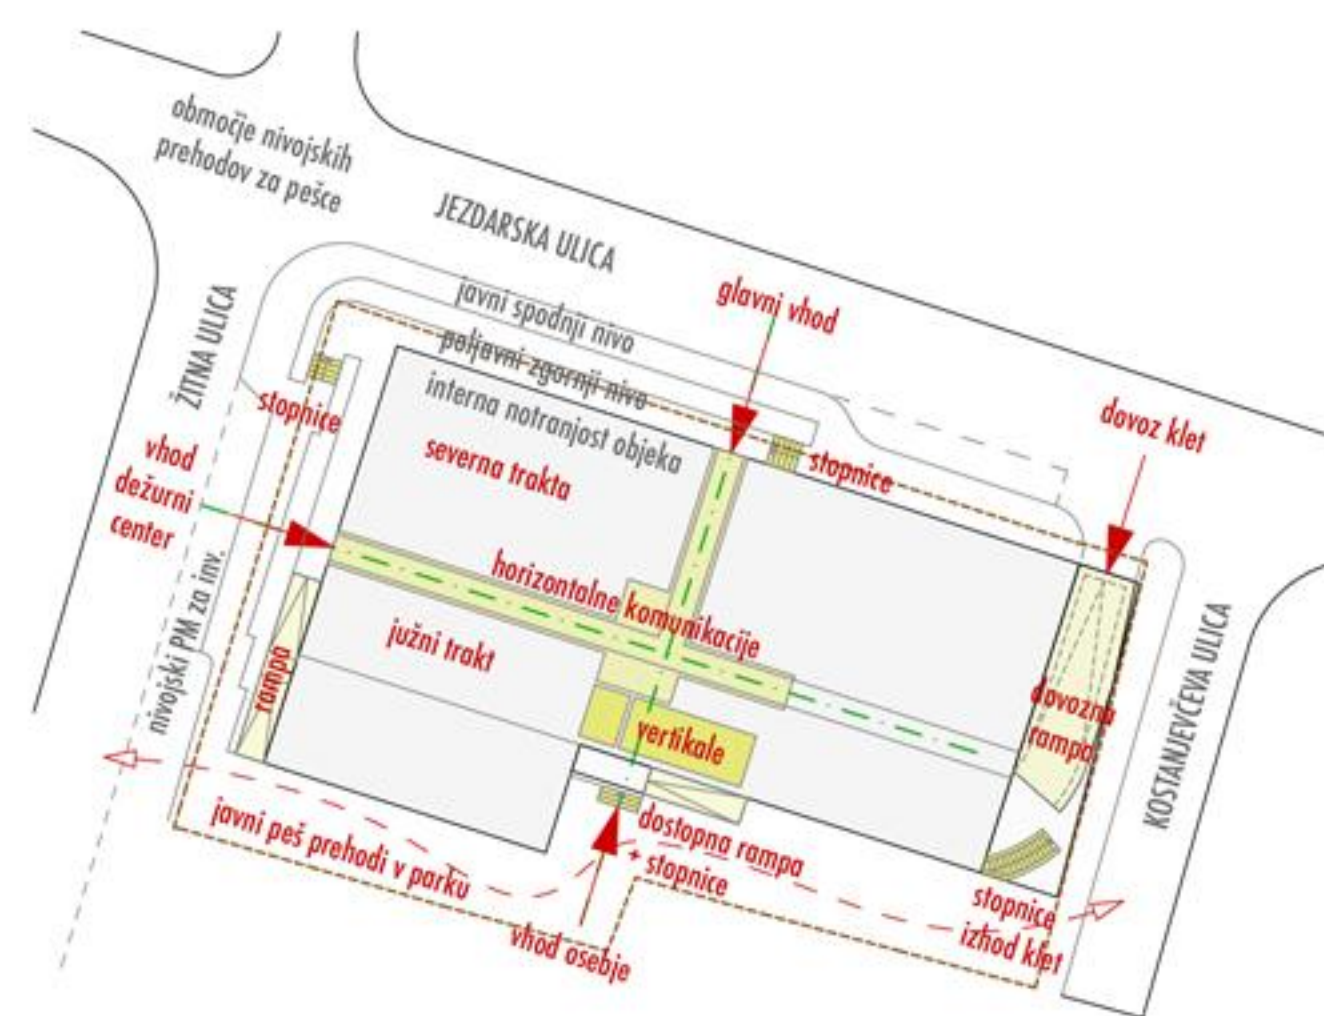 območje nivojskih
prehodov za pešce
JEZDARSKA ULICA
ŽITNA ULICA
javni spodnji nivo
poljavni zgornji nivo
interna notranjost objeka
glavni vhod
dovoz klet
stopnice
stopnice
vhod
dežurni
center
severna trakta
horizontalne komunikacije
južni trakt
nivojski PM za inv.
rampa
vertikale
dovozna
rampa
KOSTANJEVČEVA ULICA
javni peš prehodi v parku
dostopna rampa
+ stopnice
vhod osebje
stopnice
izhod klet